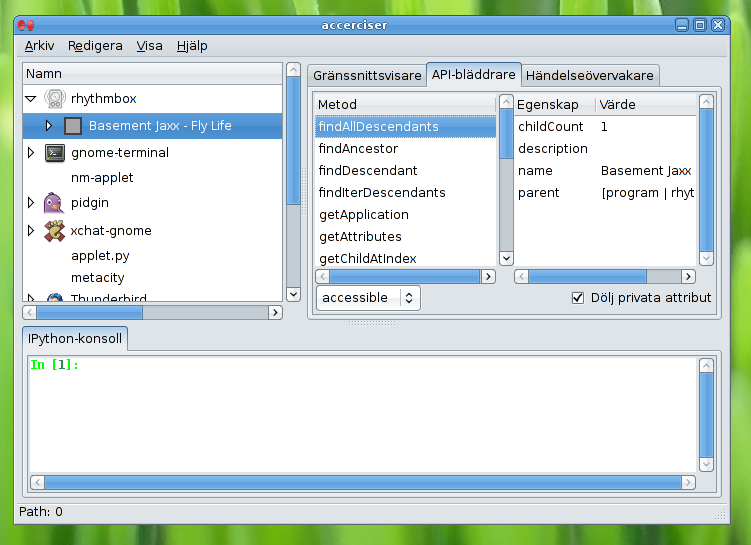 accerciser
Arkiv Redigera Visa Hjälp
Namn
rhythmbox
Basement Jaxx - Fly Life
gnome-terminal
nm-applet
pidgin
xchat-gnome
applet.py
metacity
Thunderbird
Gränssnittsvisare API-bläddrare Händelseövervakare
Metod
findAllDescendants
findAncestor
findDescendant
findIterDescendants
getApplication
getAttributes
getChildAtIndex
Egenskap Värde
childCount 1
description
name Basement Jaxx
parent [program | rhyt
accessible
Dölj privata attribut
IPython-konsoll
In [1]:
Path: 0